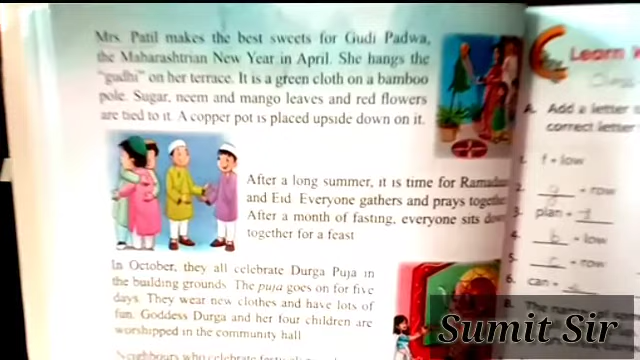 Mrs. Patil makes the best sweets for Gudi Padwa,
the Maharashtrian New Year in April. She hangs the
"gudhi" on her terrace. It is a green cloth on a bamboo
pole. Sugar, neem and mango leaves and red flowers
are tied to it. A copper pot is placed upside down on it.
After a long summer, it is time for Ramadan
and Eid Everyone gathers and prays together
After a month of fasting, everyone sits down
together for a feast
In October, they all celebrate Durga Puja in
the building grounds. The puja goes on for five
days. They wear new clothes and have lots of
fun. Goddess Durga and her four children are
worshipped in the community hall
Neighbours who celebrate
Learn
A. Add a letter
correct letter
1. f + low
2. g + row
3. plan +
4. b + low
5. c + row
6. can +
B. The name of
Sumit Sir